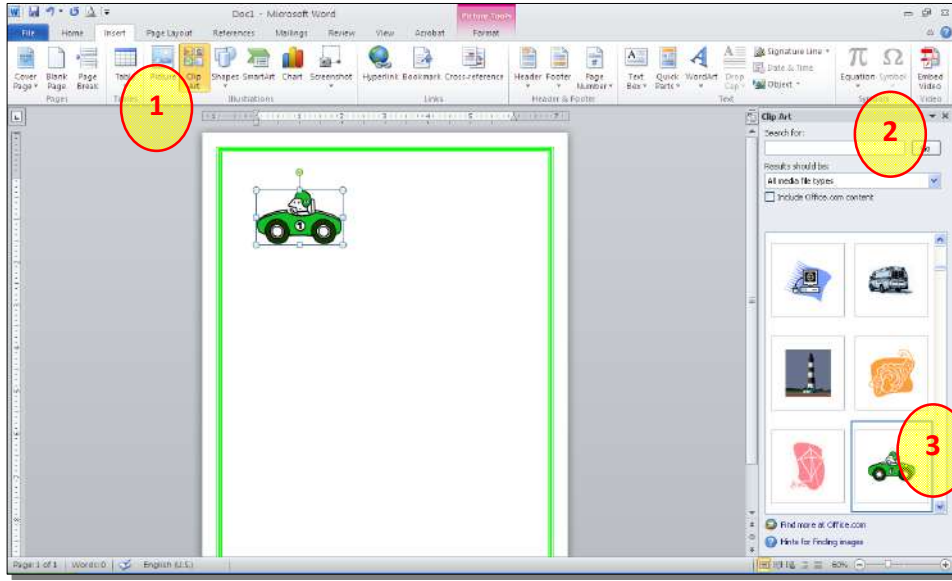 Doc1 - Microsoft Word
Picture Tools
File Home Insert Page Layout References Mailings Review View Acrobat Format
Cover Page Blank Page Page Break Table Picture Clip Art Shapes SmartArt Chart Screenshot Hyperlink Bookmark Cross-reference Header Footer Page Number Text Box Quick Parts WordArt Drop Cap Signature Line Date & Time Object Equation Symbol Embed Video
Pages Tables Illustrations Links Header & Footer Text Video
1
2
3
Clip Art
Search for:
Go
Results should be:
All media file types
Include Office.com content
1
Find more at Office.com
Hints for finding images
Page: 1 of 1 Words: 0 English (U.S.) 60%